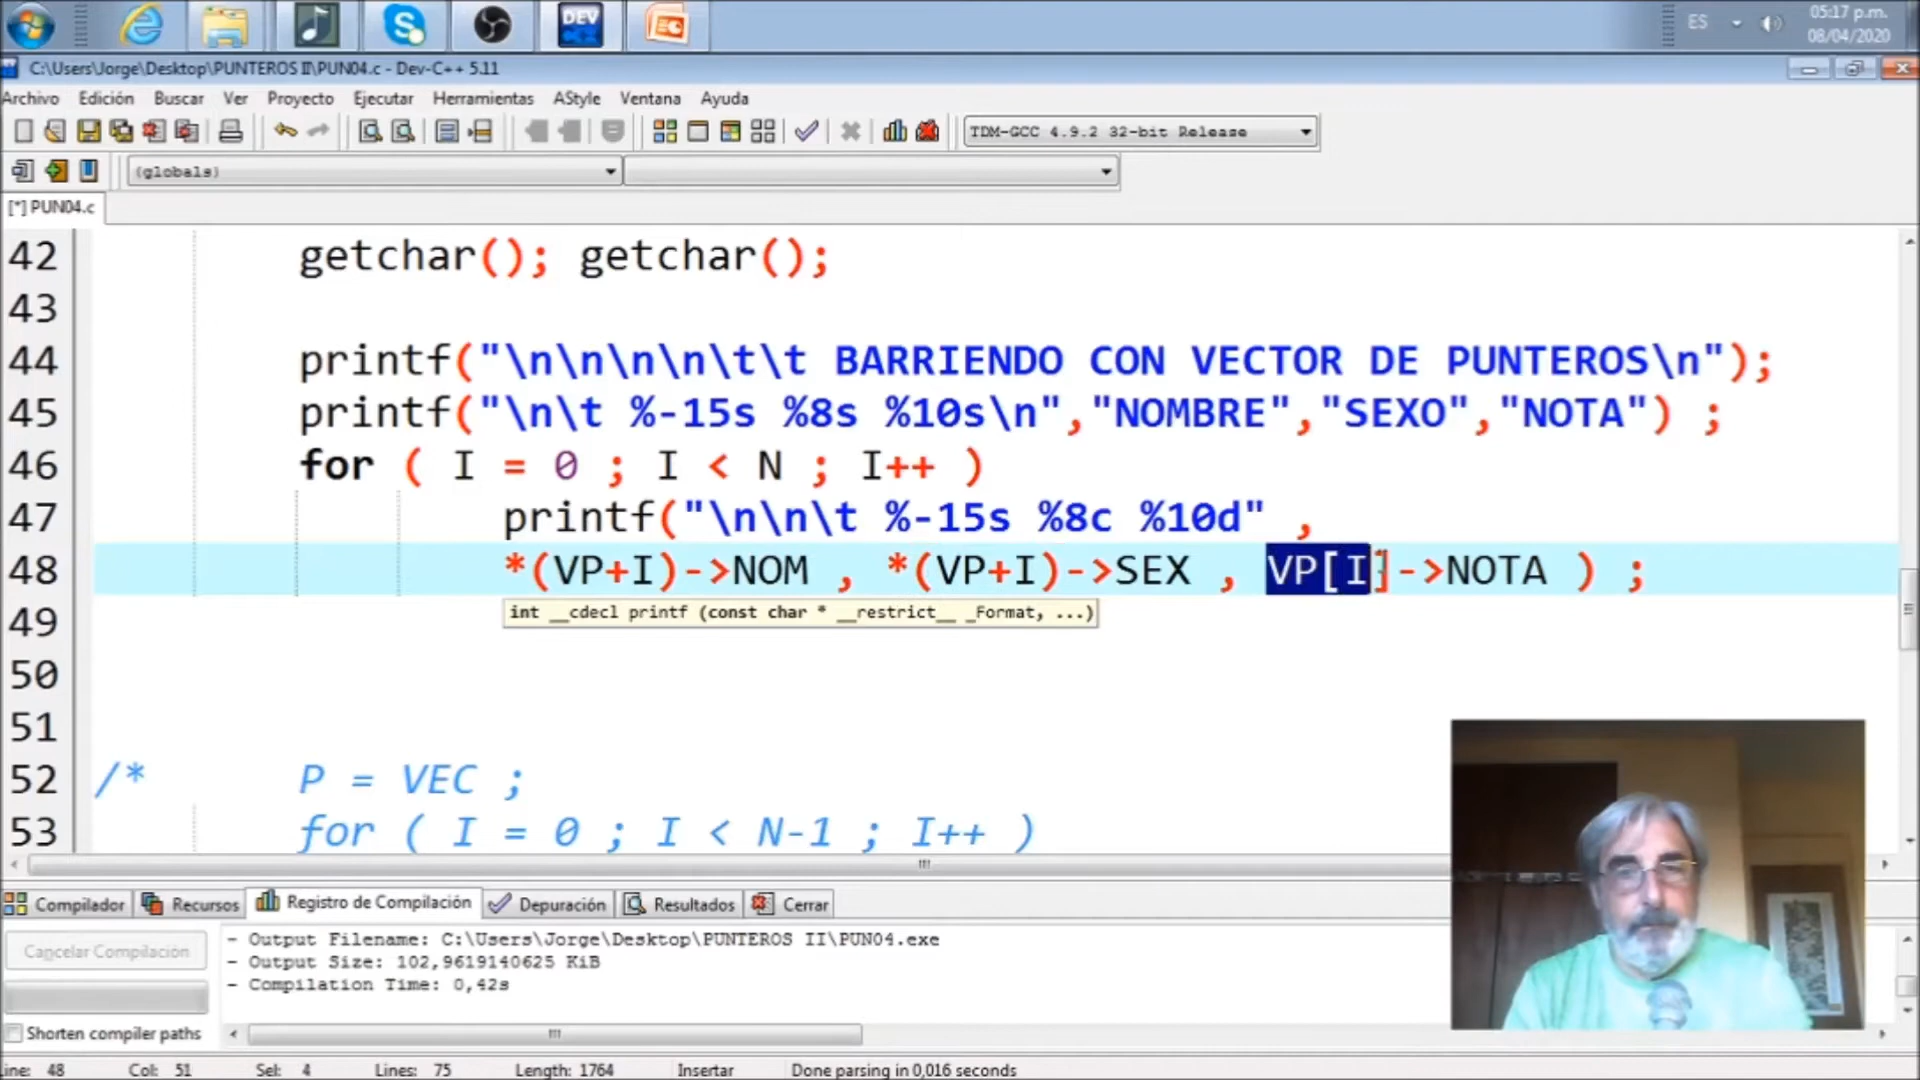 DEV
ES
05:17 p.m.
08/04/2020
C:\Users\Jorge\Desktop\PUNTEROS II\PUN04.c - Dev-C++ 5.11
Archivo Edición Buscar Ver Proyecto Ejecutar Herramientas AStyle Ventana Ayuda
TDM-GCC 4.9.2 32-bit Release
(globals)
[*] PUN04.c
42 getchar(); getchar();
43
44 printf("\n\n\n\n\t\t BARRIENDO CON VECTOR DE PUNTEROS\n");
45 printf("\n\t %-15s %8s %10s\n","NOMBRE","SEXO","NOTA") ;
46 for ( I = 0 ; I < N ; I++ )
47 printf("\n\n\t %-15s %8c %10d" ,
48 *(VP+I)->NOM , *(VP+I)->SEX , VP[I]->NOTA ) ;
int __cdecl printf (const char * __restrict__ _Format, ...)
49
50
51
52 /* P = VEC ;
53 for ( I = 0 ; I < N-1 ; I++ )
Compilador Recursos Registro de Compilación Depuración Resultados Cerrar
Cancelar Compilación
- Output Filename: C:\Users\Jorge\Desktop\PUNTEROS II\PUN04.exe
- Output Size: 102,9619140625 KiB
- Compilation Time: 0,42s
Shorten compiler paths
ine: 48 Col: 51 Sel: 4 Lines: 75 Length: 1764 Insertar Done parsing in 0,016 seconds